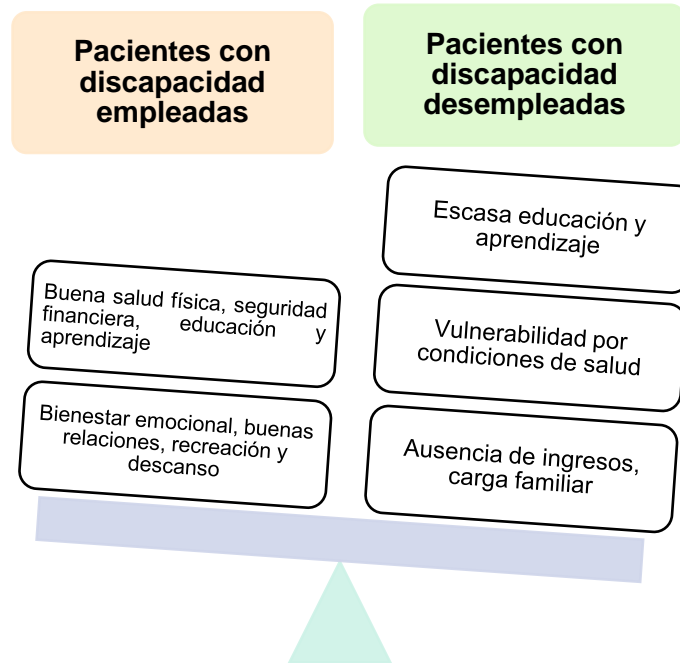 Pacientes con
discapacidad
empleadas
Pacientes con
discapacidad
desempleadas
Buena salud física, seguridad
financiera, educación y
aprendizaje
Bienestar emocional, buenas
relaciones, recreación y
descanso
Escasa educación y
aprendizaje
Vulnerabilidad por
condiciones de salud
Ausencia de ingresos,
carga familiar